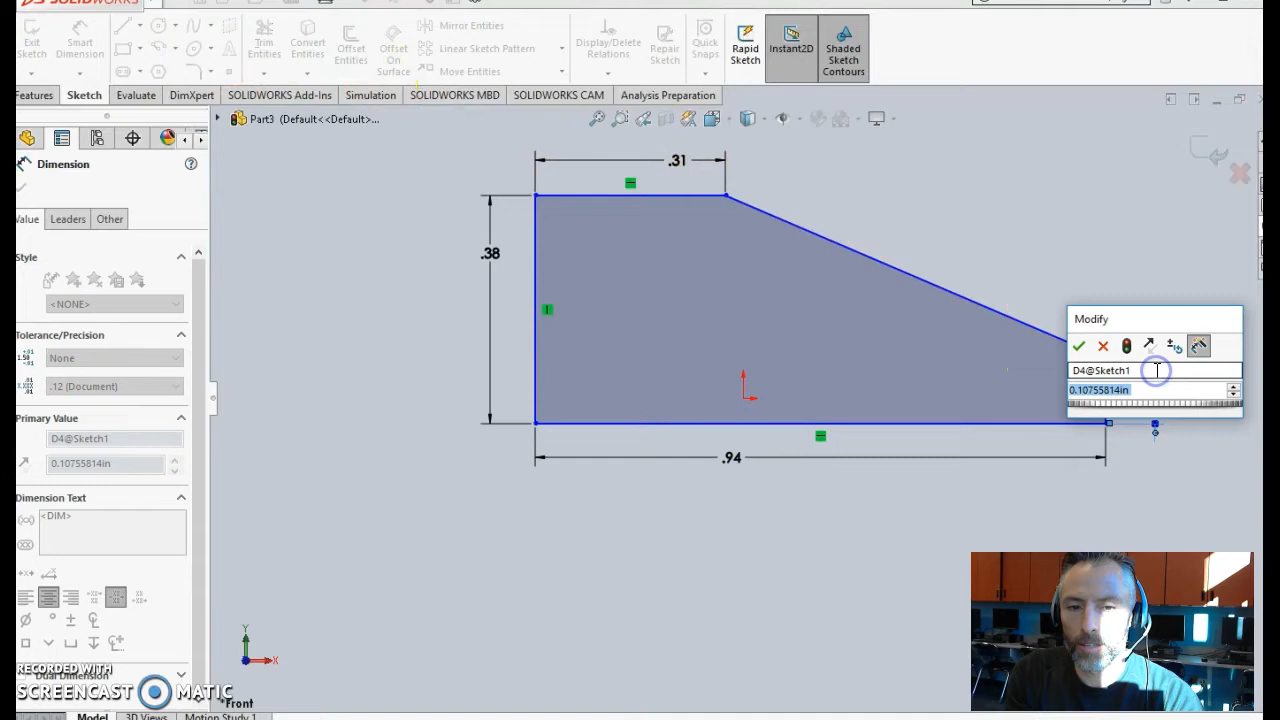 SOLIDWORKS
Exit Sketch
Smart Dimension
Trim Entities
Convert Entities
Offset Entities
Offset On Surface
Mirror Entities
Linear Sketch Pattern
Move Entities
Display/Delete Relations
Repair Sketch
Quick Snaps
Rapid Sketch
Instant2D
Shaded Sketch Contours
Features
Sketch
Evaluate
DimXpert
SOLIDWORKS Add-Ins
Simulation
SOLIDWORKS MBD
SOLIDWORKS CAM
Analysis Preparation
Part3 (Default<<Default>...
Dimension
Value
Leaders
Other
Style
<NONE>
Tolerance/Precision
None
.12 (Document)
Primary Value
D4@Sketch1
0.10755814in
Dimension Text
<DIM>
Dual Dimension
.31
.38
.94
Modify
D4@Sketch1
0.10755814in
Y
X
*Front
RECORDED WITH
SCREENCAST MATIC
Model
3D Views
Motion Study 1